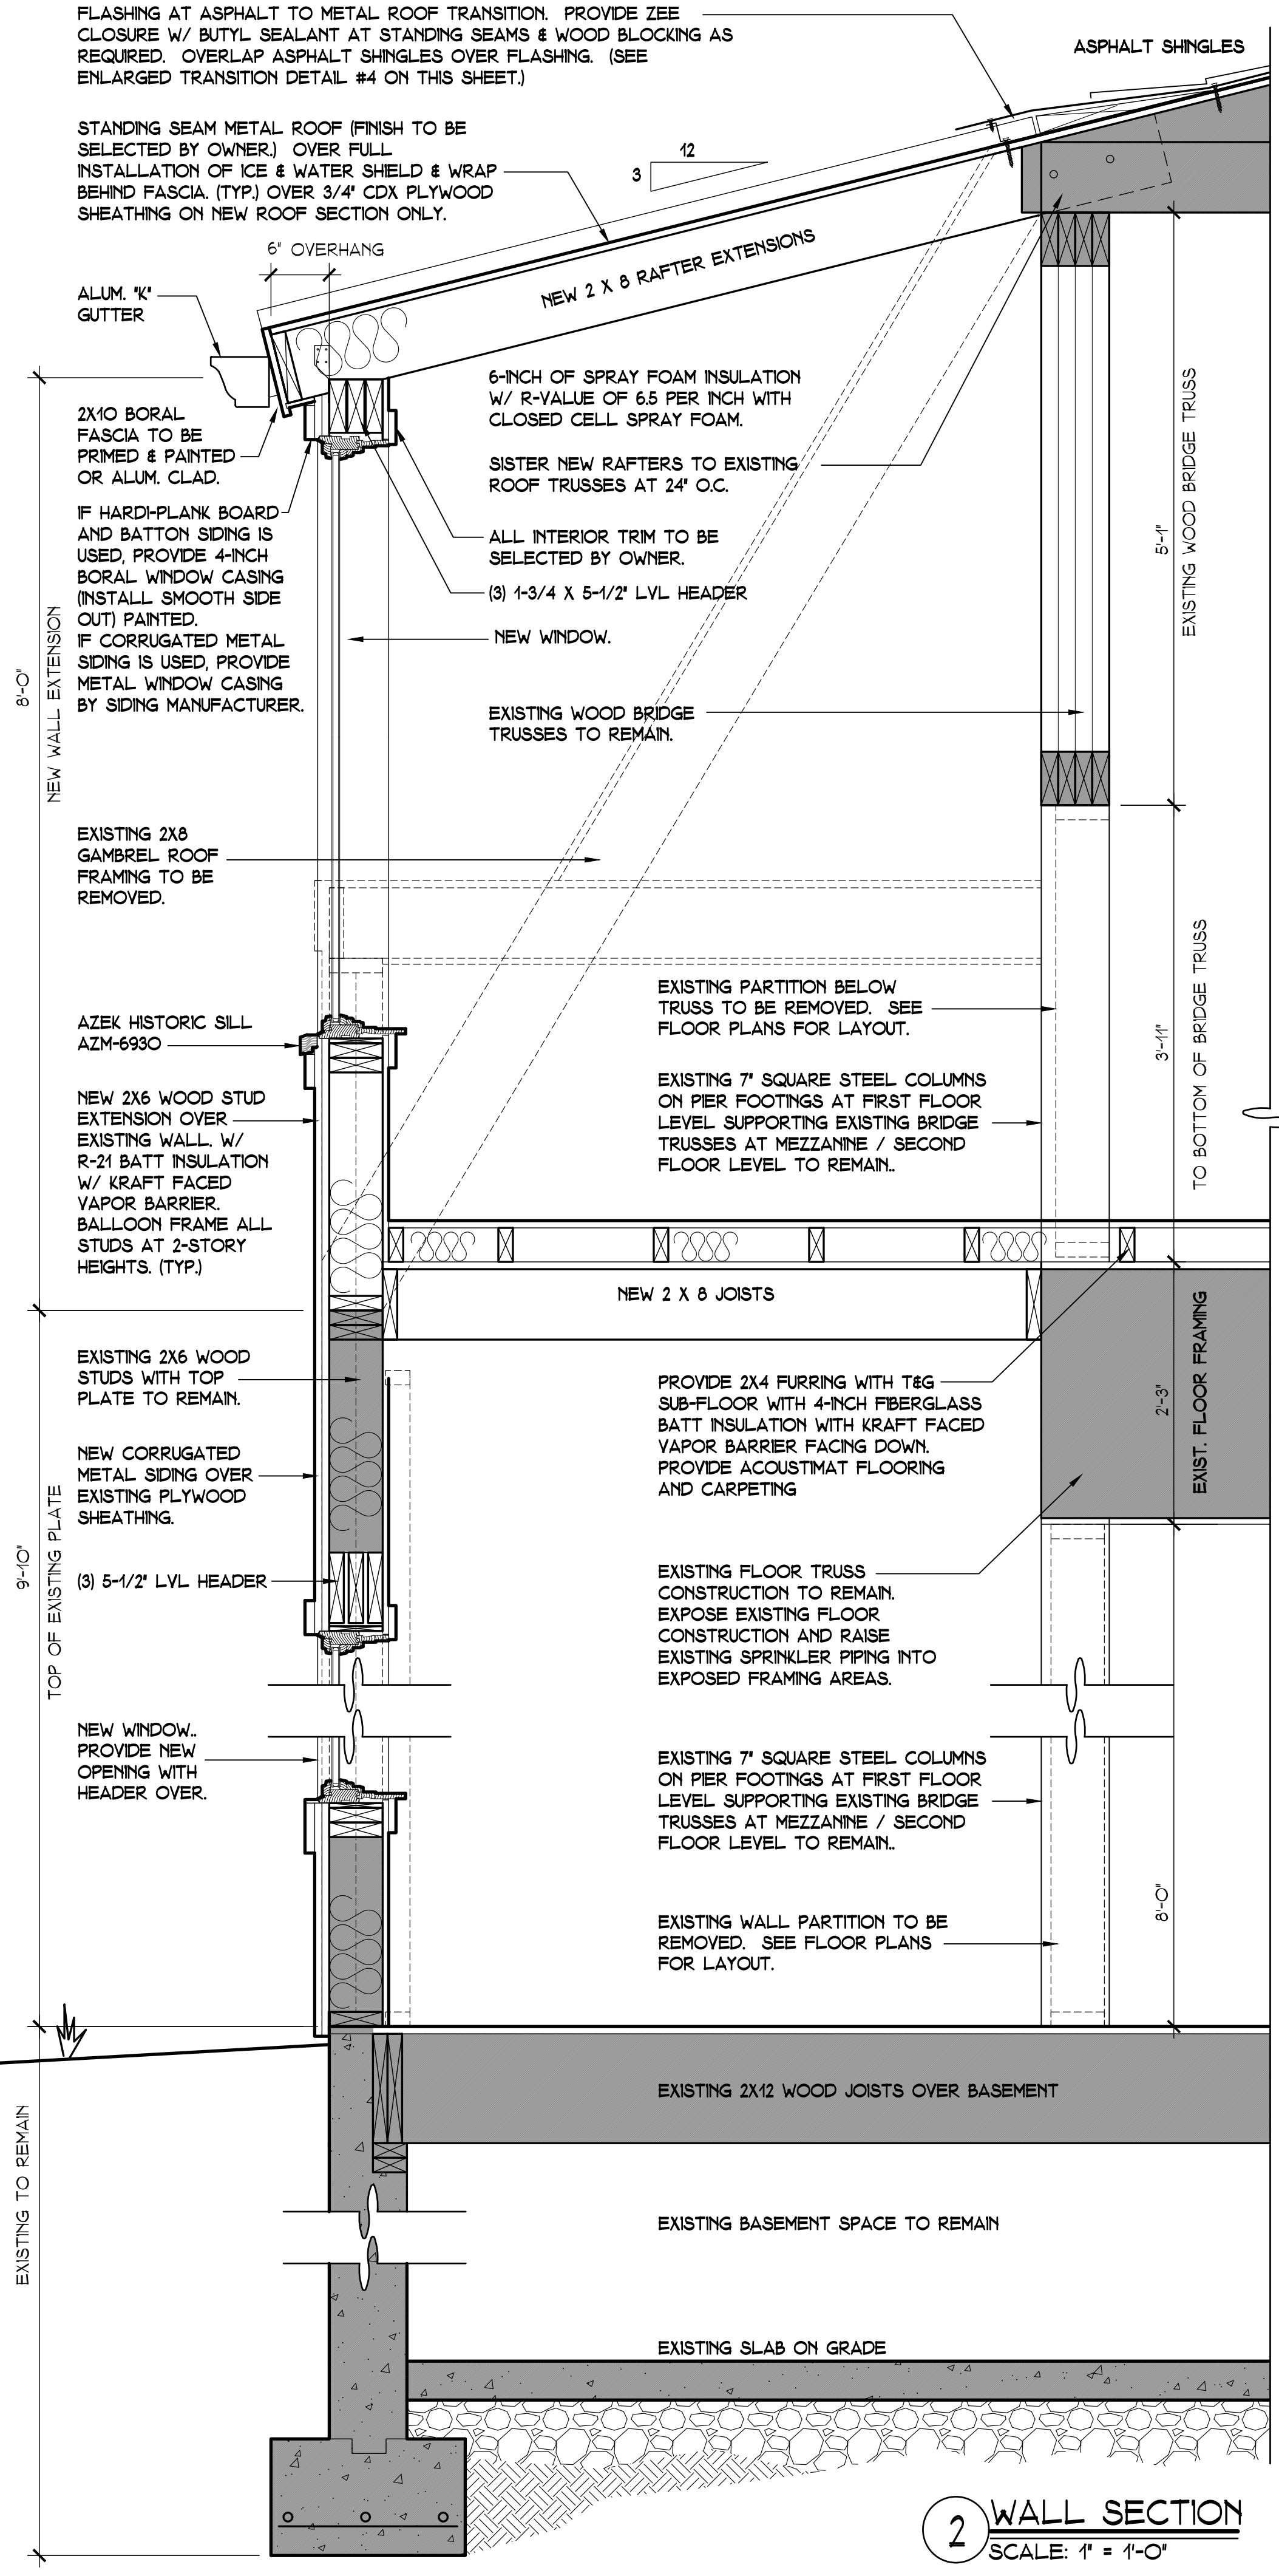 FLASHING AT ASPHALT TO METAL ROOF TRANSITION. PROVIDE ZEE
CLOSURE W/ BUTYL SEALANT AT STANDING SEAMS & WOOD BLOCKING AS
REQUIRED. OVERLAP ASPHALT SHINGLES OVER FLASHING. (SEE
ENLARGED TRANSITION DETAIL #4 ON THIS SHEET.)
ASPHALT SHINGLES
STANDING SEAM METAL ROOF (FINISH TO BE
SELECTED BY OWNER.) OVER FULL
INSTALLATION OF ICE & WATER SHIELD & WRAP
BEHIND FASCIA. (TYP.) OVER 3/4" CDX PLYWOOD
SHEATHING ON NEW ROOF SECTION ONLY.
12
3
6" OVERHANG
NEW 2 X 8 RAFTER EXTENSIONS
ALUM. "K"
GUTTER
6-INCH OF SPRAY FOAM INSULATION
W/ R-VALUE OF 6.5 PER INCH WITH
CLOSED CELL SPRAY FOAM.
2X10 BORAL
FASCIA TO BE
PRIMED & PAINTED
OR ALUM. CLAD.
SISTER NEW RAFTERS TO EXISTING
ROOF TRUSSES AT 24" O.C.
IF HARDI-PLANK BOARD
AND BATTON SIDING IS
USED, PROVIDE 4-INCH
BORAL WINDOW CASING
(INSTALL SMOOTH SIDE
OUT) PAINTED.
IF CORRUGATED METAL
SIDING IS USED, PROVIDE
METAL WINDOW CASING
BY SIDING MANUFACTURER.
ALL INTERIOR TRIM TO BE
SELECTED BY OWNER.
(3) 1-3/4 X 5-1/2" LVL HEADER
NEW WINDOW.
5'-1"
EXISTING WOOD BRIDGE TRUSS
8'-0"
NEW WALL EXTENSION
EXISTING WOOD BRIDGE
TRUSSES TO REMAIN.
EXISTING 2X8
GAMBREL ROOF
FRAMING TO BE
REMOVED.
EXISTING PARTITION BELOW
TRUSS TO BE REMOVED. SEE
FLOOR PLANS FOR LAYOUT.
3'-11"
TO BOTTOM OF BRIDGE TRUSS
AZEK HISTORIC SILL
AZM-6930
EXISTING 7" SQUARE STEEL COLUMNS
ON PIER FOOTINGS AT FIRST FLOOR
LEVEL SUPPORTING EXISTING BRIDGE
TRUSSES AT MEZZANINE / SECOND
FLOOR LEVEL TO REMAIN..
NEW 2X6 WOOD STUD
EXTENSION OVER
EXISTING WALL. W/
R-21 BATT INSULATION
W/ KRAFT FACED
VAPOR BARRIER.
BALLOON FRAME ALL
STUDS AT 2-STORY
HEIGHTS. (TYP.)
NEW 2 X 8 JOISTS
EXISTING 2X6 WOOD
STUDS WITH TOP
PLATE TO REMAIN.
PROVIDE 2X4 FURRING WITH T&G
SUB-FLOOR WITH 4-INCH FIBERGLASS
BATT INSULATION WITH KRAFT FACED
VAPOR BARRIER FACING DOWN.
PROVIDE ACOUSTIMAT FLOORING
AND CARPETING
2'-3"
EXIST. FLOOR FRAMING
NEW CORRUGATED
METAL SIDING OVER
EXISTING PLYWOOD
SHEATHING.
9'-10"
TOP OF EXISTING PLATE
(3) 5-1/2" LVL HEADER
EXISTING FLOOR TRUSS
CONSTRUCTION TO REMAIN.
EXPOSE EXISTING FLOOR
CONSTRUCTION AND RAISE
EXISTING SPRINKLER PIPING INTO
EXPOSED FRAMING AREAS.
NEW WINDOW..
PROVIDE NEW
OPENING WITH
HEADER OVER.
EXISTING 7" SQUARE STEEL COLUMNS
ON PIER FOOTINGS AT FIRST FLOOR
LEVEL SUPPORTING EXISTING BRIDGE
TRUSSES AT MEZZANINE / SECOND
FLOOR LEVEL TO REMAIN..
8'-0"
EXISTING WALL PARTITION TO BE
REMOVED. SEE FLOOR PLANS
FOR LAYOUT.
EXISTING 2X12 WOOD JOISTS OVER BASEMENT
EXISTING TO REMAIN
EXISTING BASEMENT SPACE TO REMAIN
EXISTING SLAB ON GRADE
2
WALL SECTION
SCALE: 1" = 1'-0"